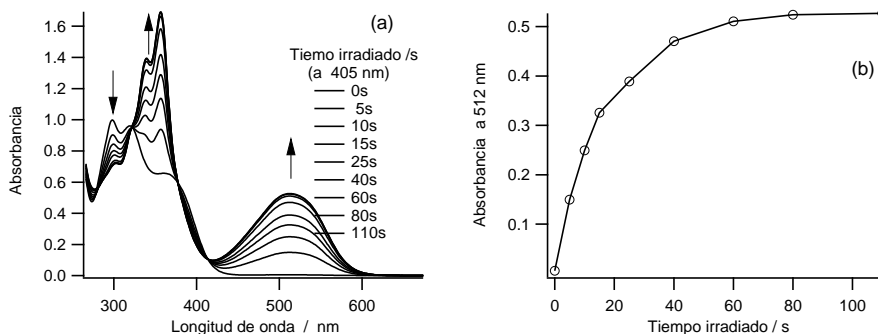 (a)
1.6
1.4
1.2
1.0
0.8
0.6
0.4
0.2
0.0
Absorbancia
300
400
500
600
Longitud de onda / nm
Tiemo irradiado /s
(a 405 nm)
0s
5s
10s
15s
25s
40s
60s
80s
110s
(b)
0.5
0.4
0.3
0.2
0.1
Absorbancia a 512 nm
0
20
40
60
80
100
Tiempo irradiado / s